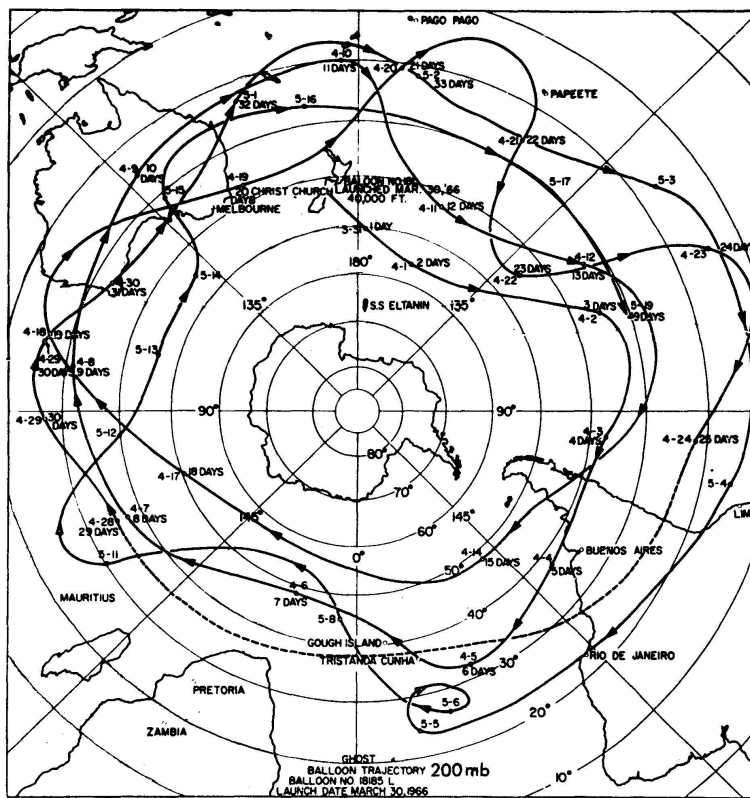 PAGO PAGO
4-10
11 DAYS
4-20
21 DAYS
5-2
33 DAYS
PAPEETE
5-1
32 DAYS
5-16
4-21
22 DAYS
4-9
10 DAYS
5-15
4-19
20 DAYS
CHRIST CHURCH
MELBOURNE
LAUNCHED MAR. 30, '66
40,000 FT.
5-17
5-3
4-11
12 DAYS
1 DAY
4-1
2 DAYS
4-12
13 DAYS
23 DAYS
4-22
4-23
24 DAYS
5-14
4-30
31 DAYS
180°
135°
135°
S.S ELTANIN
3 DAYS
4-2
5-19
9 DAYS
4-18
19 DAYS
4-29
30 DAYS
4-8
9 DAYS
5-13
90°
90°
4-29
30 DAYS
5-12
4-3
4 DAYS
4-24
25 DAYS
5-4
80°
70°
60°
50°
40°
30°
20°
10°
4-17
18 DAYS
LIM
4-7
8 DAYS
4-28
29 DAYS
145°
145°
0°
4-14
15 DAYS
4-4
5 DAYS
BUENOS AIRES
5-11
MAURITIUS
4-6
7 DAYS
5-8
GOUGH ISLAND
TRISTANDA CUNHA
4-5
6 DAYS
RIO DE JANEIRO
PRETORIA
5-6
5-5
ZAMBIA
GHOST
BALLOON TRAJECTORY 200 mb
BALLOON NO 18185 L
LAUNCH DATE MARCH 30, 1966